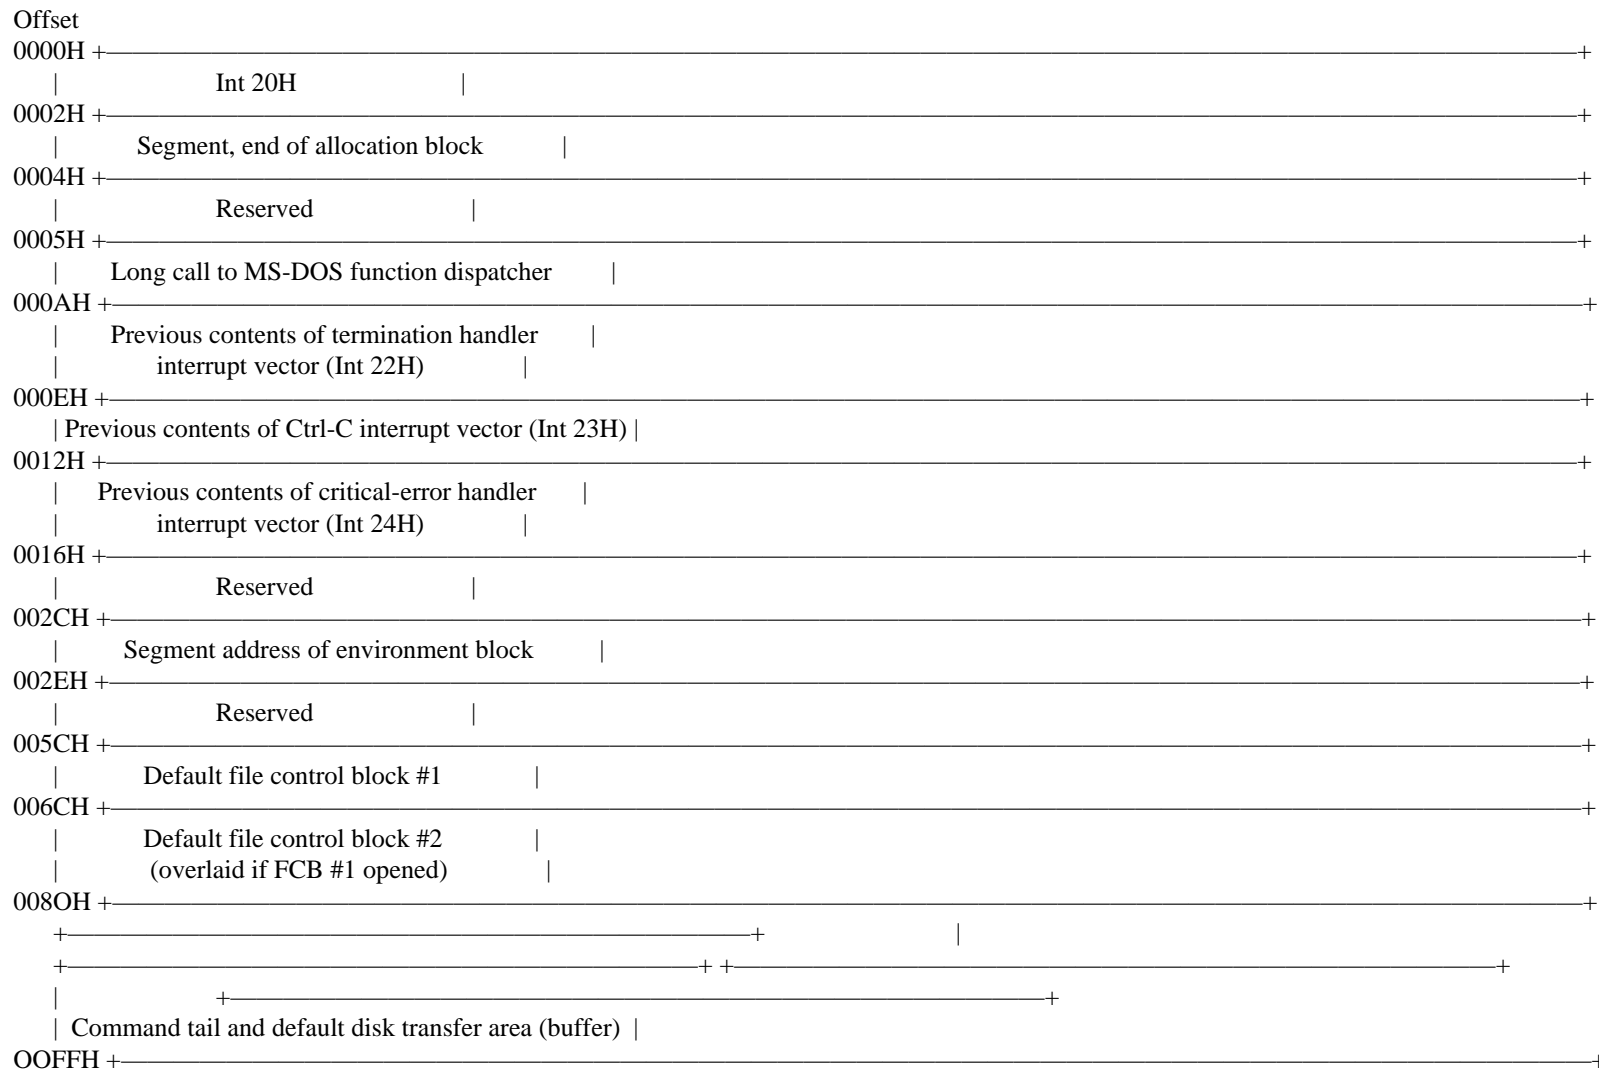 Offset
0000H +————————————————————————————————————————+
| Int 20H |
0002H +————————————————————————————————————————+
| Segment, end of allocation block |
0004H +————————————————————————————————————————+
| Reserved |
0005H +————————————————————————————————————————+
| Long call to MS-DOS function dispatcher |
000AH +————————————————————————————————————————+
| Previous contents of termination handler |
| interrupt vector (Int 22H) |
000EH +————————————————————————————————————————+
| Previous contents of Ctrl-C interrupt vector (Int 23H) |
0012H +————————————————————————————————————————+
| Previous contents of critical-error handler |
| interrupt vector (Int 24H) |
0016H +————————————————————————————————————————+
| Reserved |
002CH +————————————————————————————————————————+
| Segment address of environment block |
002EH +————————————————————————————————————————+
| Reserved |
005CH +————————————————————————————————————————+
| Default file control block #1 |
006CH +————————————————————————————————————————+
| Default file control block #2 |
| (overlaid if FCB #1 opened) |
008OH +————————————————————————————————————————+
+————————————————————+ |
+————————————————————+ +————————————————————+
| +————————————————————+
| Command tail and default disk transfer area (buffer) |
OOFFH +————————————————————————————————————————+